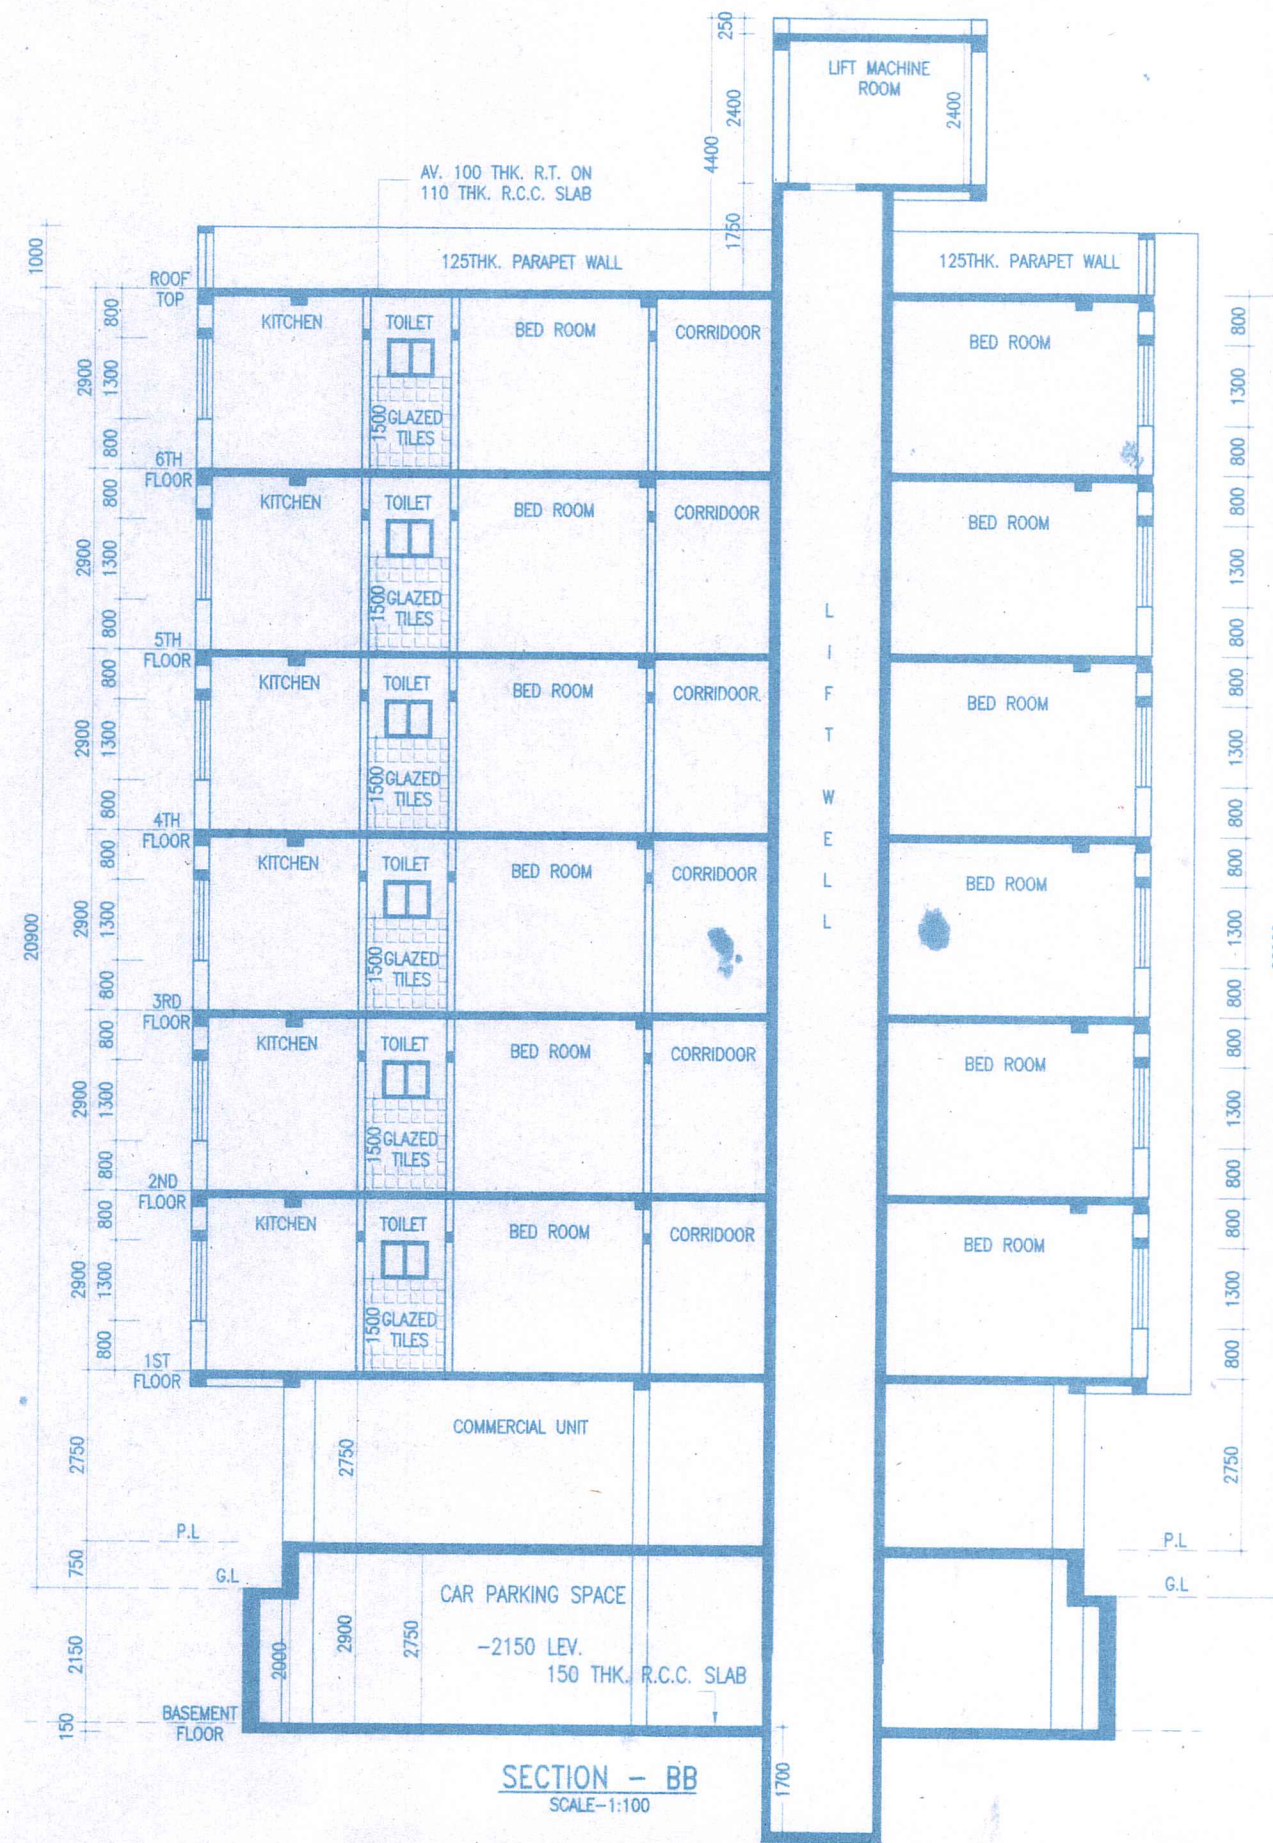 250
LIFT MACHINE
ROOM
2400
2400
4400
AV. 100 THK. R.T. ON
110 THK. R.C.C. SLAB
1750
1000
125THK. PARAPET WALL
125THK. PARAPET WALL
ROOF
TOP
800
KITCHEN
TOILET
BED ROOM
CORRIDOOR
BED ROOM
800
2900
1300
1300
1500
GLAZED
TILES
800
800
6TH
FLOOR
800
KITCHEN
TOILET
BED ROOM
CORRIDOOR
BED ROOM
800
2900
1300
1300
1500
GLAZED
TILES
800
800
5TH
FLOOR
800
KITCHEN
TOILET
BED ROOM
CORRIDOOR
BED ROOM
800
2900
1300
1300
1500
GLAZED
TILES
800
800
4TH
FLOOR
800
KITCHEN
TOILET
BED ROOM
CORRIDOOR
BED ROOM
800
20900
2900
1300
1300
1500
GLAZED
TILES
800
800
3RD
FLOOR
800
KITCHEN
TOILET
BED ROOM
CORRIDOOR
BED ROOM
800
2900
1300
1300
1500
GLAZED
TILES
800
800
2ND
FLOOR
800
KITCHEN
TOILET
BED ROOM
CORRIDOOR
BED ROOM
800
2900
1300
1300
1500
GLAZED
TILES
800
800
1ST
FLOOR
LIFT WELL
COMMERCIAL UNIT
2750
2750
2750
P.L
P.L
750
G.L
G.L
CAR PARKING SPACE
-2150 LEV.
150 THK. R.C.C. SLAB
2150
2000
2900
2750
BASEMENT
FLOOR
150
1700
SECTION - BB
SCALE-1:100